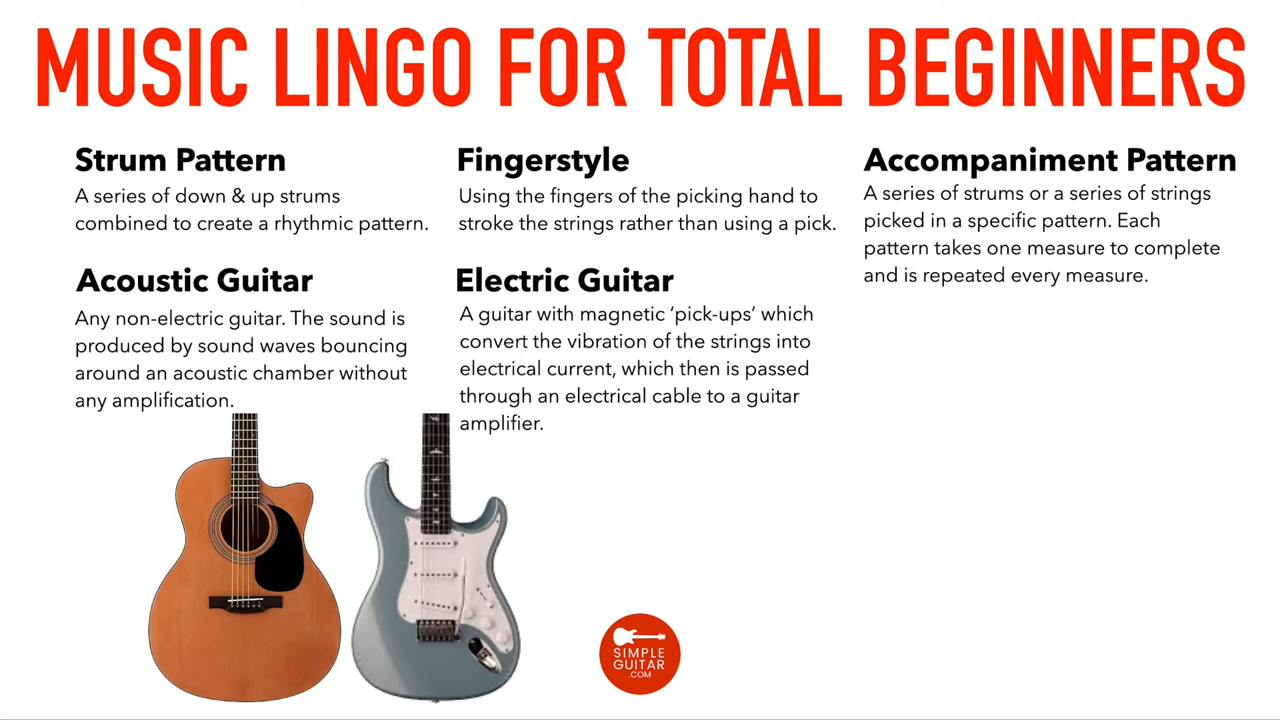 MUSIC LINGO FOR TOTAL BEGINNERS
Strum Pattern
A series of down & up strums
combined to create a rhythmic pattern.
Fingerstyle
Using the fingers of the picking hand to
stroke the strings rather than using a pick.
Accompaniment Pattern
A series of strums or a series of strings
picked in a specific pattern. Each
pattern takes one measure to complete
and is repeated every measure.
Acoustic Guitar
Any non-electric guitar. The sound is
produced by sound waves bouncing
around an acoustic chamber without
any amplification.
Electric Guitar
A guitar with magnetic ‘pick-ups’ which
convert the vibration of the strings into
electrical current, which then is passed
through an electrical cable to a guitar
amplifier.
SIMPLE
GUITAR
.COM